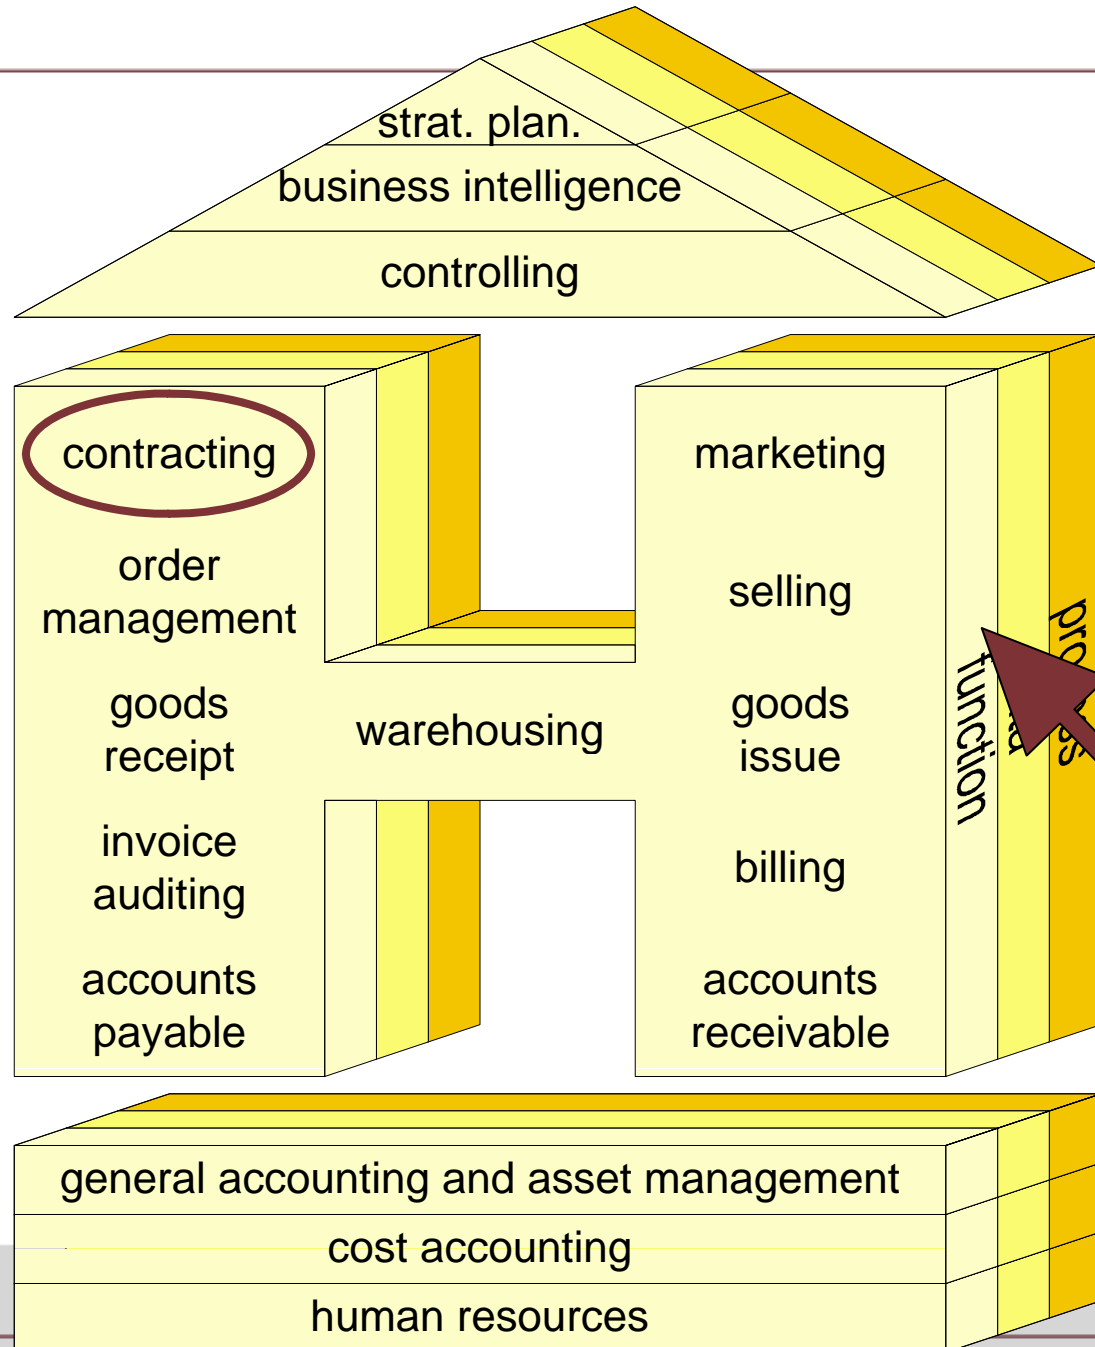 strat. plan.
business intelligence
controlling
contracting
order
management
goods
receipt
invoice
auditing
accounts
payable
warehousing
marketing
selling
goods
issue
billing
accounts
receivable
function
general accounting and asset management
cost accounting
human resources